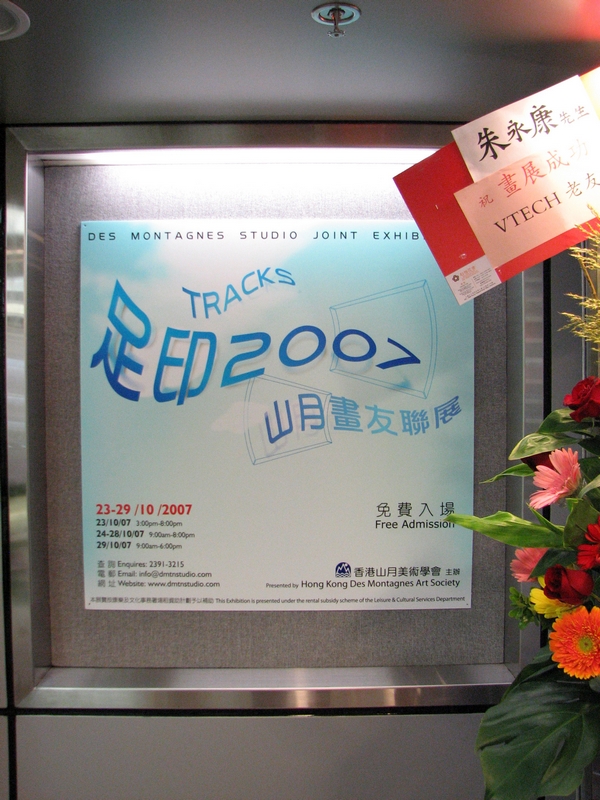 DES MONTAGNES STUDIO JOINT EXHIB
TRACKS
足印2007
山月畫友聯展
23-29 /10 /2007
23/10/07 3:00pm-8:00pm
24-28/10/07 9:00am-8:00pm
29/10/07 9:00am-6:00pm
查 詢 Enquires: 2391-3215
電 郵 Email: info@dmtnstudio.com
網 址 Website: www.dmtnstudio.com
免費入場
Free Admission
香港山月美術學會 主辦
Presented by Hong Kong Des Montagnes Art Society
This Exhibition is presented under the rental subsidy scheme of the Leisure & Cultural Services Department
朱永康 先生
祝 畫展成功
VTECH 老友